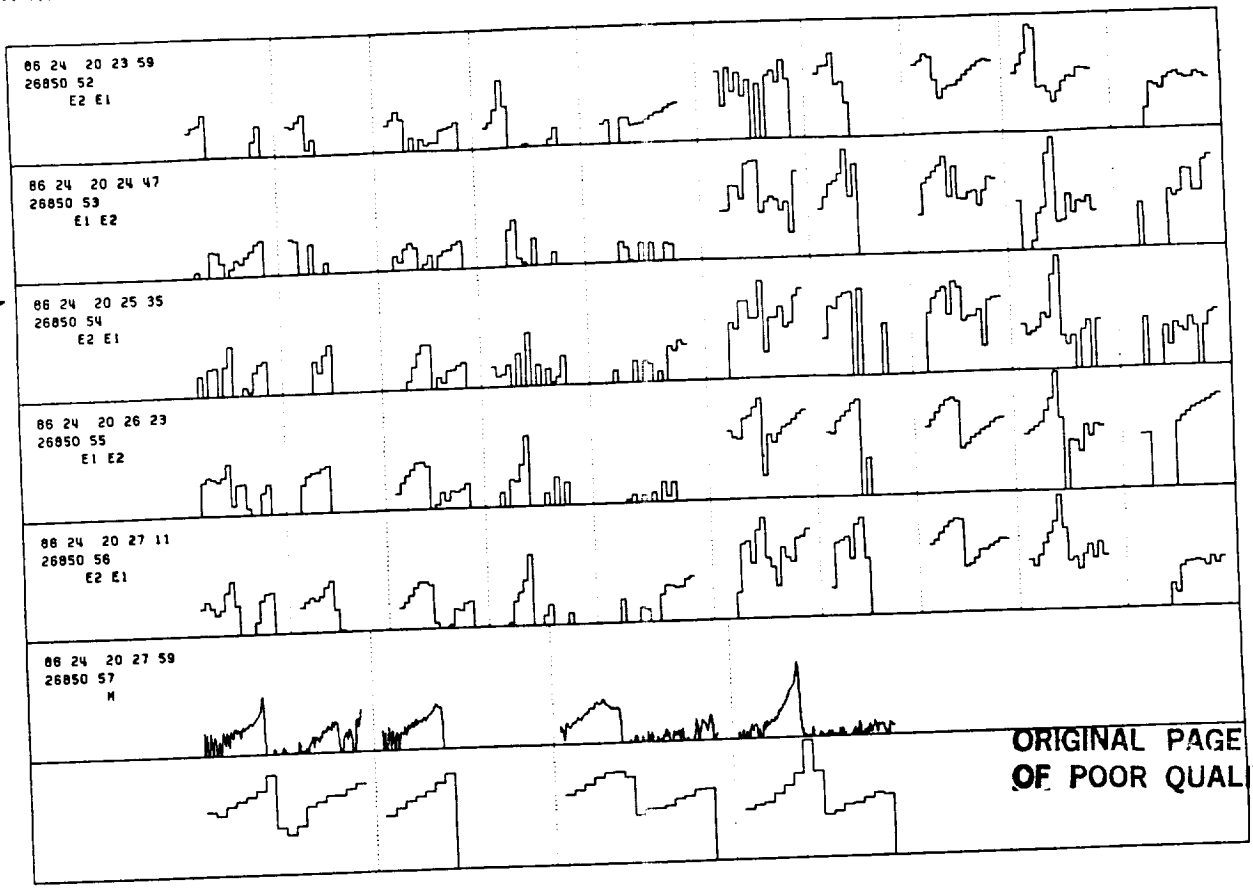 86 24 20 23 59
26850 52
E2 E1
86 24 20 24 47
26850 53
E1 E2
86 24 20 25 35
26850 54
E2 E1
86 24 20 26 23
26850 55
E1 E2
86 24 20 27 11
26850 56
E2 E1
86 24 20 27 59
26850 57
M
ORIGINAL PAGE
OF POOR QUAL